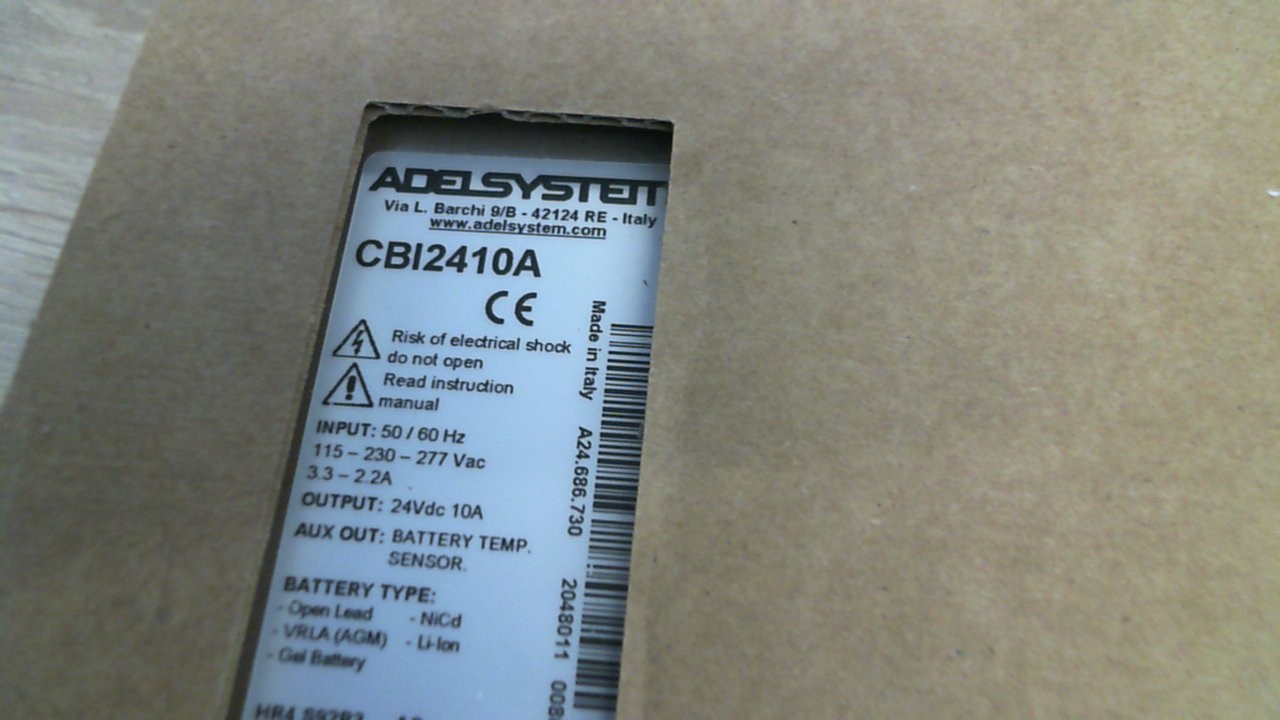 ADELSYSTEM
Via L. Barchi 9/B - 42124 RE - Italy
www.adelsystem.com
CBI2410A
CE
Risk of electrical shock
do not open
Read instruction
manual
INPUT: 50 / 60 Hz
115 – 230 – 277 Vac
3.3 – 2.2A
OUTPUT: 24Vdc 10A
AUX OUT: BATTERY TEMP.
SENSOR.
BATTERY TYPE:
- Open Lead - NiCd
- VRLA (AGM) - Li-Ion
- Gel Battery
Made in Italy A24.686.730 2048011 008